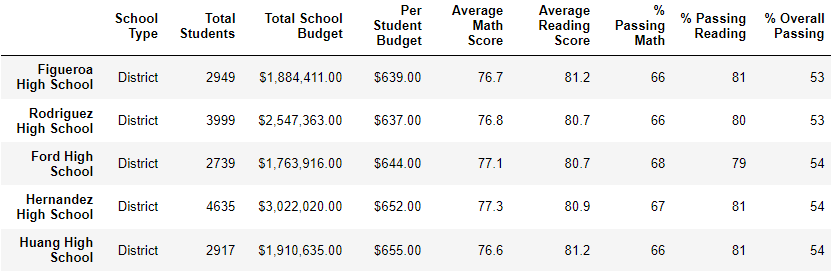 School Type Total Students Total School Budget Per Student Budget Average Math Score Average Reading Score % Passing Math % Passing Reading % Overall Passing
Figueroa High School District 2949 $1,884,411.00 $639.00 76.7 81.2 66 81 53
Rodriguez High School District 3999 $2,547,363.00 $637.00 76.8 80.7 66 80 53
Ford High School District 2739 $1,763,916.00 $644.00 77.1 80.7 68 79 54
Hernandez High School District 4635 $3,022,020.00 $652.00 77.3 80.9 67 81 54
Huang High School District 2917 $1,910,635.00 $655.00 76.6 81.2 66 81 54